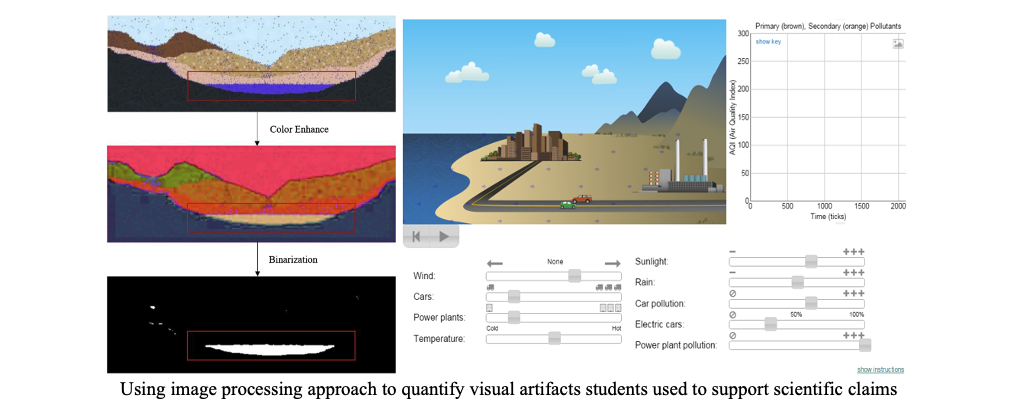 Color Enhance
Binarization
Primary (brown), Secondary (orange) Pollutants
show key
AQI (Air Quality Index)
300
250
200
150
100
50
0
0 500 1000 1500 2000
Time (ticks)
Wind:
None
Cars:
Power plants:
Temperature:
Cold Hot
Sunlight:
− +++
Rain:
− +++
Car pollution:
+++
Electric cars:
50% 100%
Power plant pollution:
+++
show instructions
Using image processing approach to quantify visual artifacts students used to support scientific claims